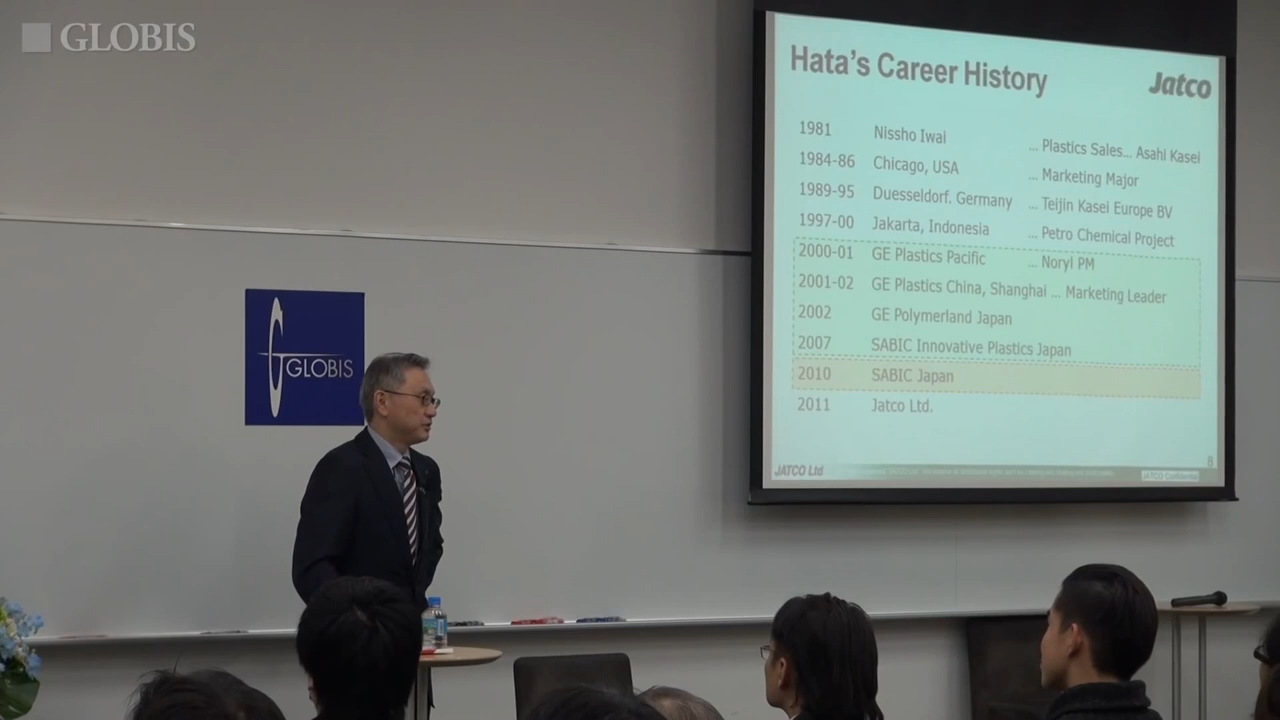 GLOBIS
Hata's Career History
Jatco
1981 Nissho Iwai ... Plastics Sales... Asahi Kasei
1984-86 Chicago, USA ... Marketing Major
1989-95 Duesseldorf. Germany ... Teijin Kasei Europe BV
1997-00 Jakarta, Indonesia ... Petro Chemical Project
2000-01 GE Plastics Pacific ... Noryl PM
2001-02 GE Plastics China, Shanghai ... Marketing Leader
2002 GE Polymerland Japan
2007 SABIC Innovative Plastics Japan
2010 SABIC Japan
2011 Jatco Ltd.
8
JATCO Ltd
JATCO Confidential
GLOBIS